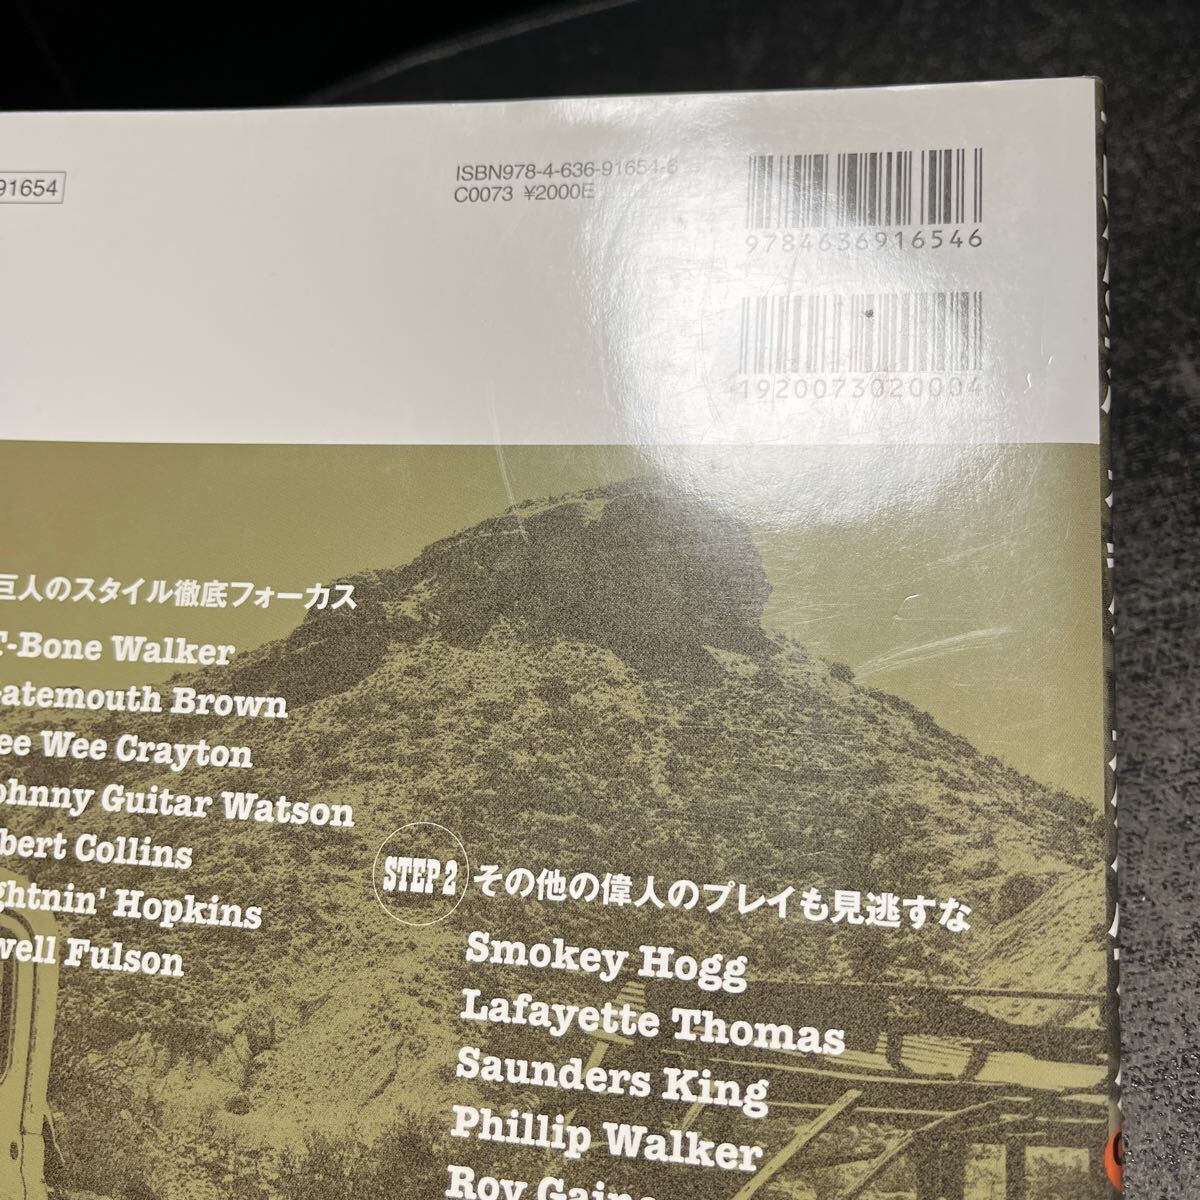 91654
ISBN978-4-636-91654-6
C0073 ¥2000E
9784636916546
1920073020004
巨人のスタイル徹底フォーカス
T-Bone Walker
atemouth Brown
ee Wee Crayton
ohnny Guitar Watson
bert Collins
ghtnin' Hopkins
well Fulson
STEP 2 その他の偉人のプレイも見逃すな
Smokey Hogg
Lafayette Thomas
Saunders King
Phillip Walker
Roy Gaine